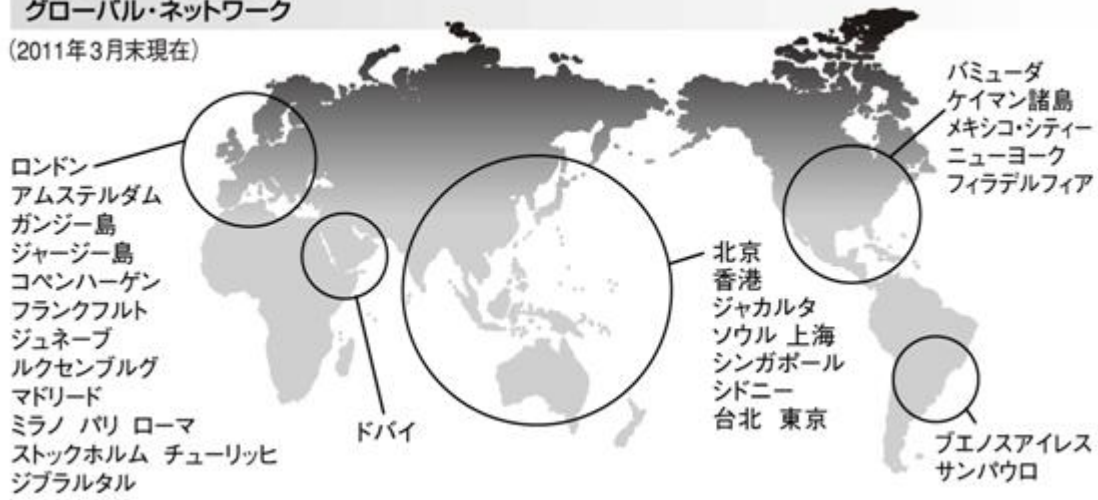 グローバル・ネットワーク
(2011年3月末現在)
ロンドン
アムステルダム
ガンジー島
ジャージー島
コペンハーゲン
フランクフルト
ジュネーブ
ルクセンブルグ
マドリード
ミラノ パリ ローマ
ストックホルム チューリッヒ
ジブラルタル
ドバイ
北京
香港
ジャカルタ
ソウル 上海
シンガポール
シドニー
台北 東京
バミューダ
ケイマン諸島
メキシコ・シティー
ニューヨーク
フィラデルフィア
ブエノスアイレス
サンパウロ